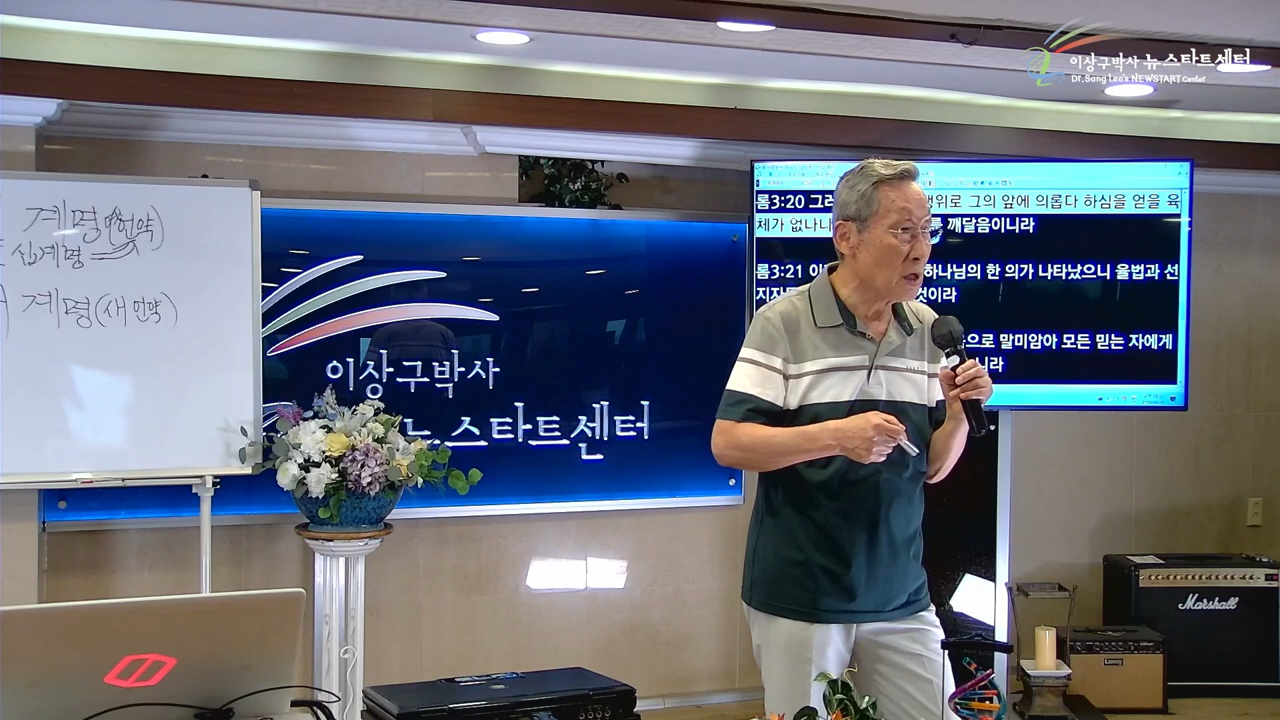 이상구박사 뉴스타트센터
Dr. Sang Lee's NEWSTART Center
계명(옛언약)
십계명
계명(새언약)
이상구박사
뉴스타트센터
롬3:20 그러 행위로 그의 앞에 의롭다 하심을 얻을 육
체가 없나니 깨달음이니라
롬3:21 이 하나님의 한 의가 나타났으니 율법과 선
지자 것이라
으로 말미암아 모든 믿는 자에게
니라
Marshall
Laney